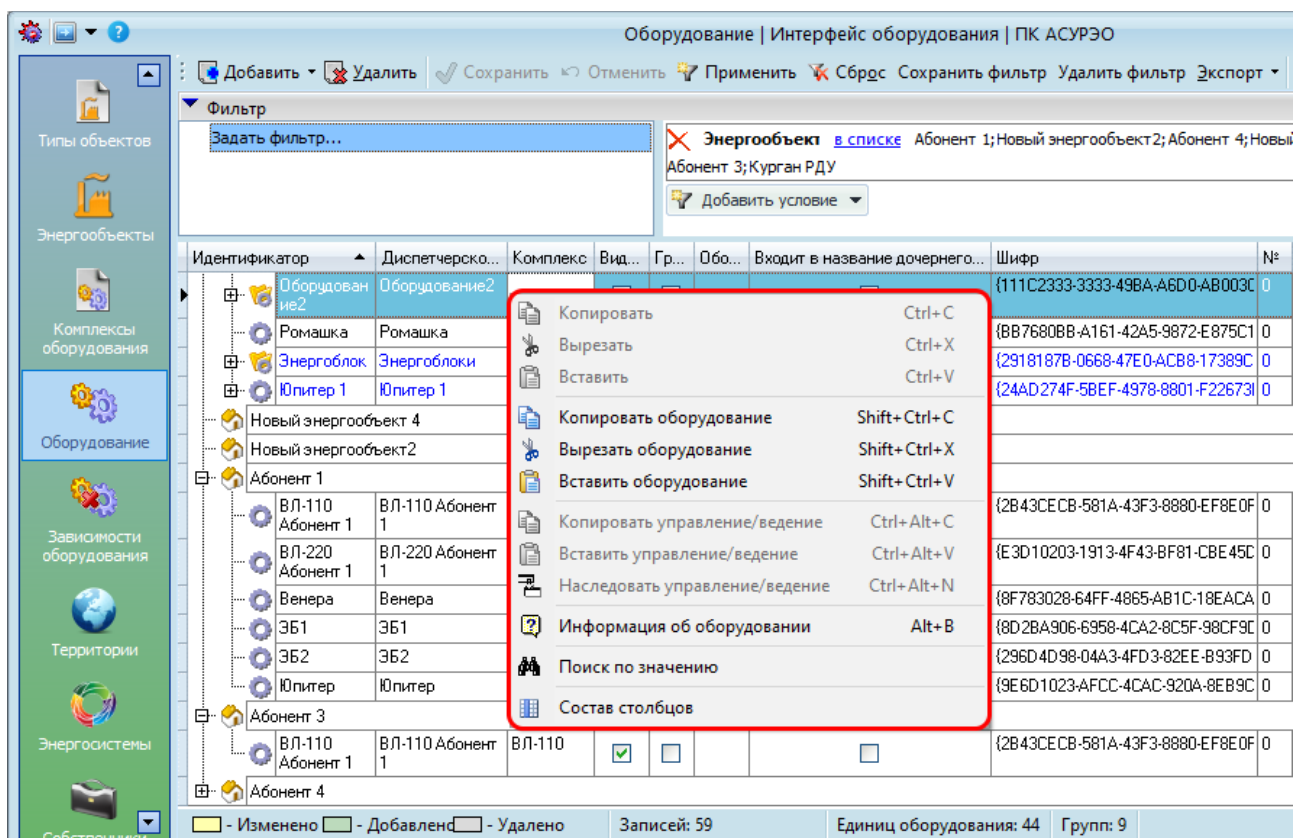 Оборудование | Интерфейс оборудования | ПК АСУРЭО
Добавить Удалить Сохранить Отменить Применить Сброс Сохранить фильтр Удалить фильтр Экспорт
Типы объектов
Энергообъекты
Комплексы
оборудования
Оборудование
Зависимости
оборудования
Территории
Энергосистемы
Собственники
Фильтр
Задать фильтр...
Энергообъект в списке Абонент 1;Новый энергообъект2;Абонент 4;Новый
Абонент 3;Курган РДУ
Добавить условие
Идентификатор Диспетчерско... Комплекс Вид... Гр... Обо... Входит в название дочернего... Шифр №
Оборудован
ие2 Оборудование2 {111C2333-3333-49BA-A6D0-AB003C 0
Ромашка Ромашка {BB7680BB-A161-42A5-9872-E875C1 0
Энергоблок Энергоблоки {2918187B-0668-47E0-ACB8-17389C 0
Юпитер 1 Юпитер 1 {24AD274F-5BEF-4978-8801-F22673 0
Новый энергообъект 4
Новый энергообъект2
Абонент 1
ВЛ-110
Абонент 1 ВЛ-110 Абонент
1 {2B43CECB-581A-43F3-8880-EF8E0F 0
ВЛ-220
Абонент 1 ВЛ-220 Абонент
1 {E3D10203-1913-4F43-BF81-CBE45D 0
Венера Венера {8F783028-64FF-4865-AB1C-18EACA 0
ЭБ1 ЭБ1 {8D2BA906-6958-4CA2-8C5F-98CF9E 0
ЭБ2 ЭБ2 {296D4D98-04A3-4FD3-82EE-B93FD 0
Юпитер Юпитер {9E6D1023-AFCC-4CAC-920A-8EB9C 0
Абонент 3
ВЛ-110
Абонент 1 ВЛ-110 Абонент
1 ВЛ-110 {2B43CECB-581A-43F3-8880-EF8E0F 0
Абонент 4
Копировать Ctrl+C
Вырезать Ctrl+X
Вставить Ctrl+V
Копировать оборудование Shift+Ctrl+C
Вырезать оборудование Shift+Ctrl+X
Вставить оборудование Shift+Ctrl+V
Копировать управление/ведение Ctrl+Alt+C
Вставить управление/ведение Ctrl+Alt+V
Наследовать управление/ведение Ctrl+Alt+N
Информация об оборудовании Alt+B
Поиск по значению
Состав столбцов
- Изменено - Добавлено - Удалено Записей: 59 Единиц оборудования: 44 Групп: 9